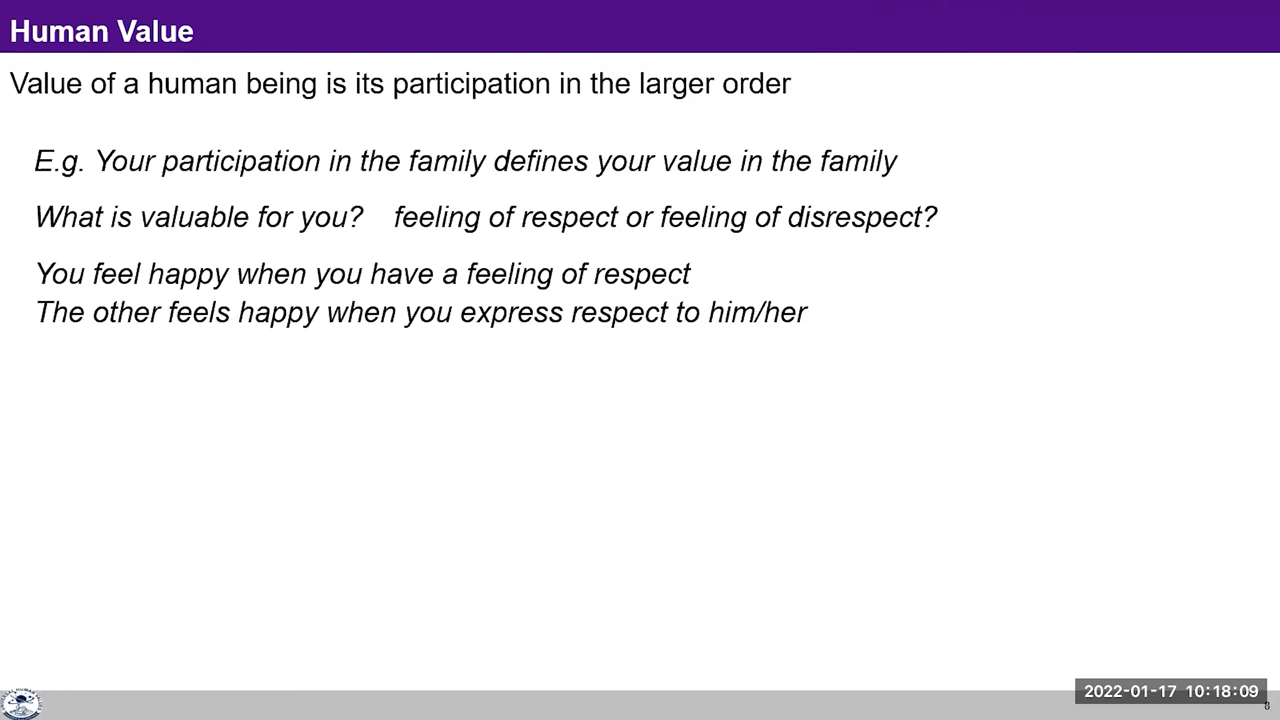 Human Value
Value of a human being is its participation in the larger order
E.g. Your participation in the family defines your value in the family
What is valuable for you? feeling of respect or feeling of disrespect?
You feel happy when you have a feeling of respect
The other feels happy when you express respect to him/her
2022-01-17 10:18:09
8